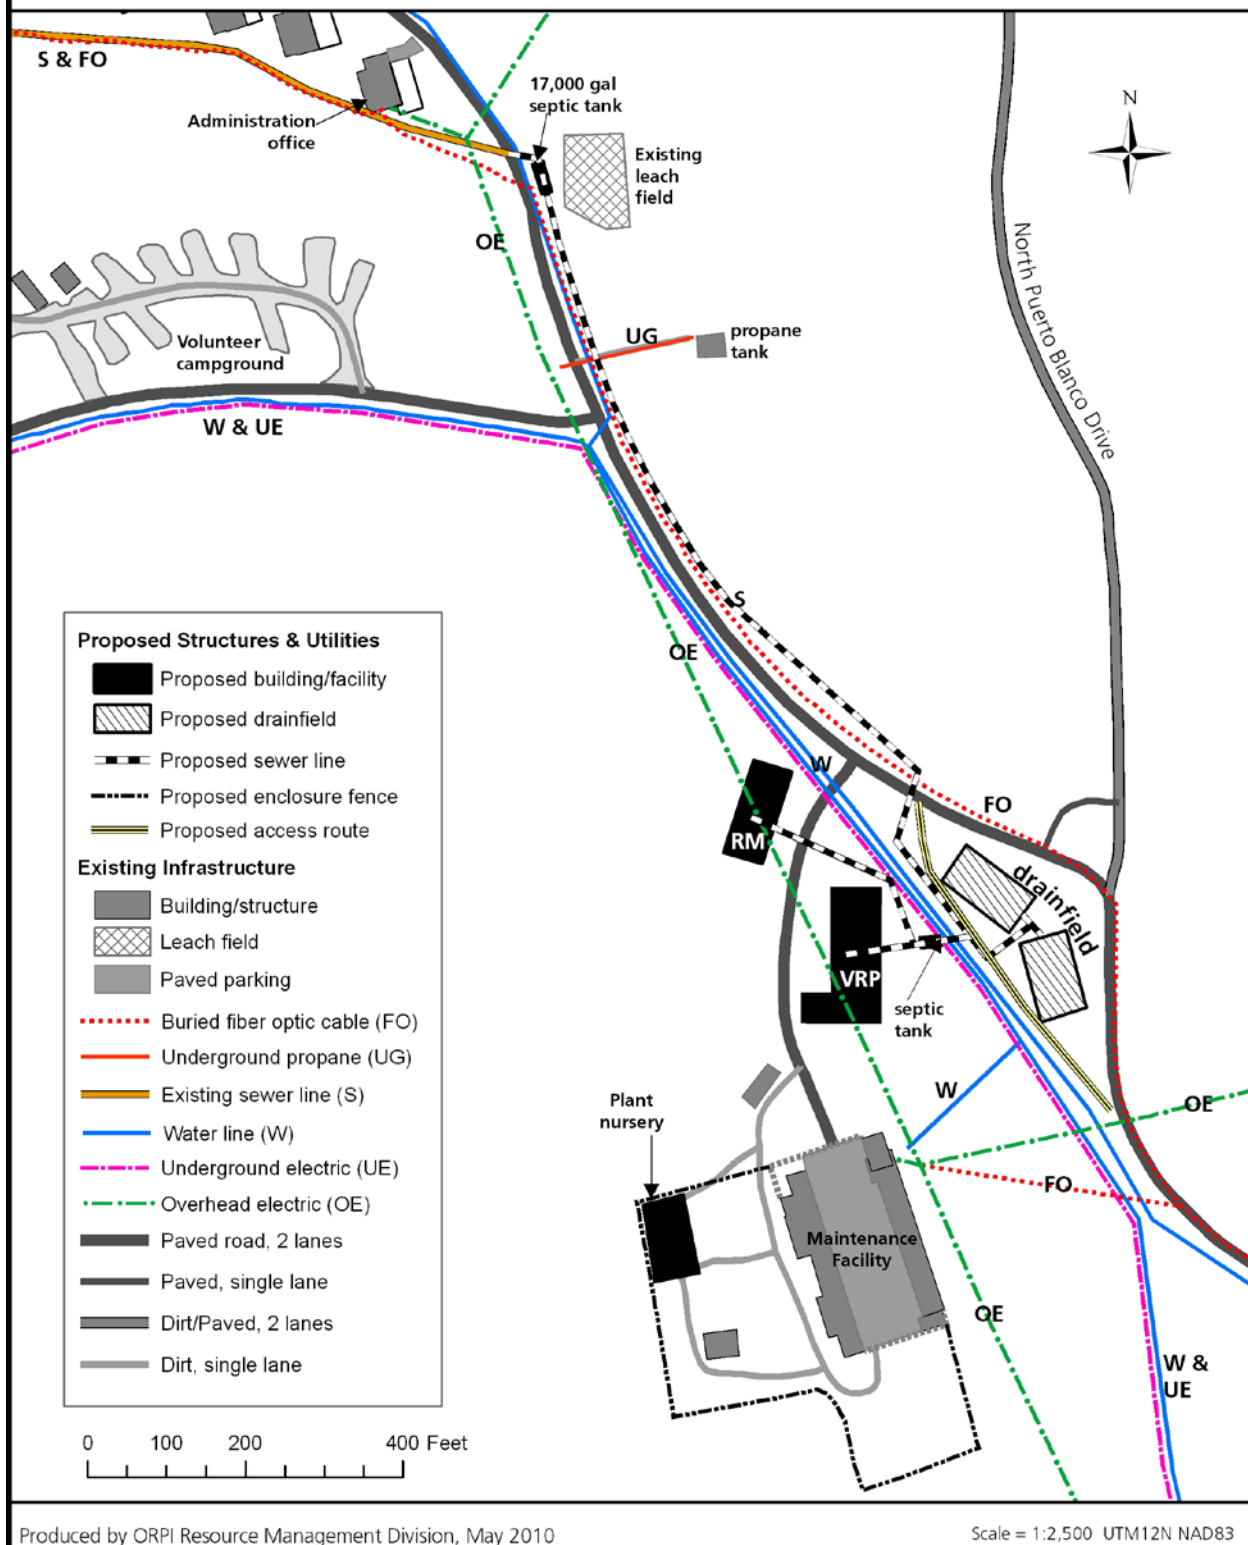 S & FO
17,000 gal
septic tank
Administration
office
Existing
leach
field
N
OE
North Puerto Blanco Drive
UG
propane
tank
Volunteer
campground
W & UE
S
OE
Proposed Structures & Utilities
Proposed building/facility
Proposed drainfield
Proposed sewer line
Proposed enclosure fence
Proposed access route
Existing Infrastructure
Building/structure
Leach field
Paved parking
Buried fiber optic cable (FO)
Underground propane (UG)
Existing sewer line (S)
Water line (W)
Underground electric (UE)
Overhead electric (OE)
Paved road, 2 lanes
Paved, single lane
Dirt/Paved, 2 lanes
Dirt, single lane
W
FO
RM
drainfield
VRP
septic
tank
W
OE
Plant
nursery
FO
Maintenance
Facility
OE
W &
UE
0 100 200 400 Feet
Produced by ORPI Resource Management Division, May 2010
Scale = 1:2,500 UTM12N NAD83